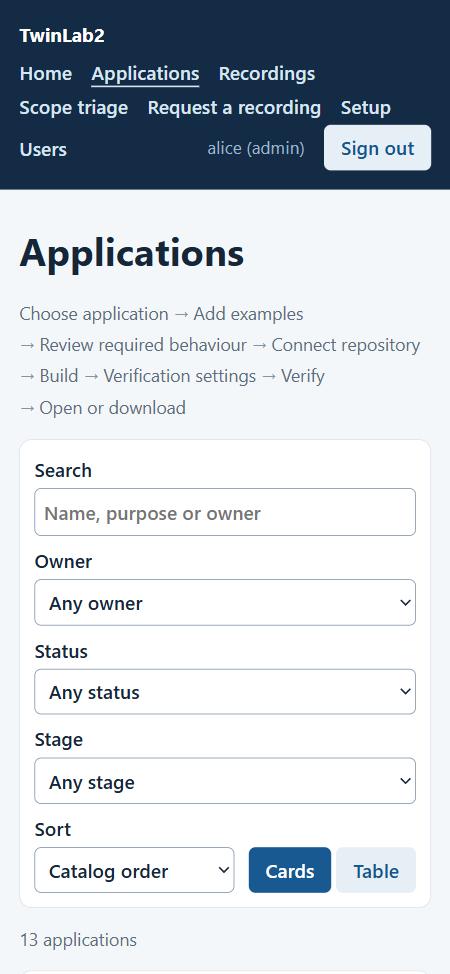 TwinLab2
Home Applications Recordings
Scope triage Request a recording Setup
Users alice (admin) Sign out
Applications
Choose application → Add examples
→ Review required behaviour → Connect repository
→ Build → Verification settings → Verify
→ Open or download
Search
Name, purpose or owner
Owner
Any owner
Status
Any status
Stage
Any stage
Sort
Catalog order Cards Table
13 applications